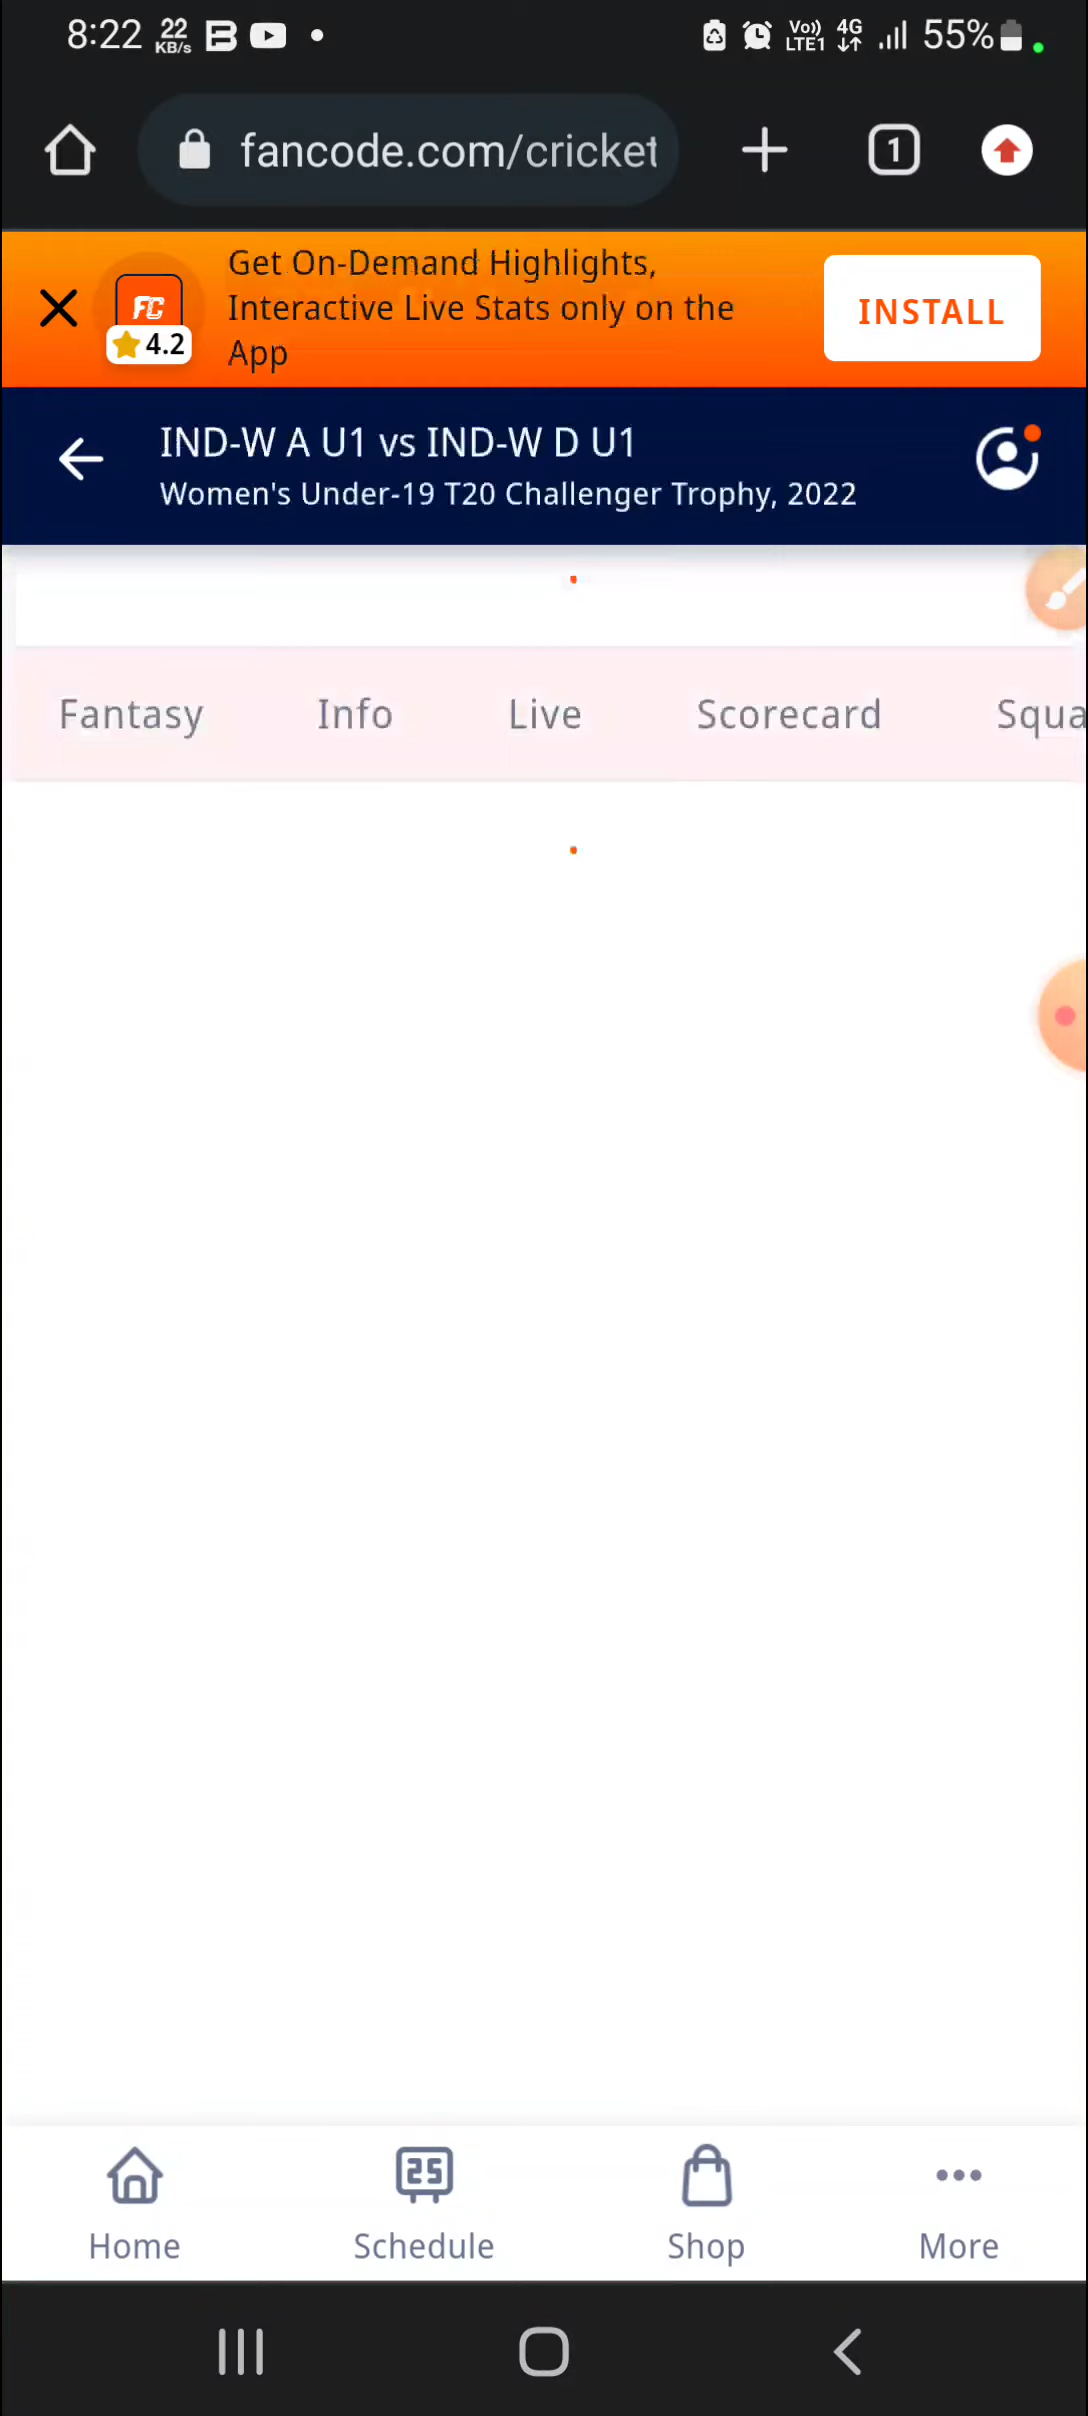 8:22 22 KB/s Vo)) LTE1 4G 55%
fancode.com/cricket 1
Get On-Demand Highlights,
Interactive Live Stats only on the
App
FC
4.2
INSTALL
IND-W A U1 vs IND-W D U1
Women's Under-19 T20 Challenger Trophy, 2022
Fantasy Info Live Scorecard Squa
25
Home Schedule Shop More